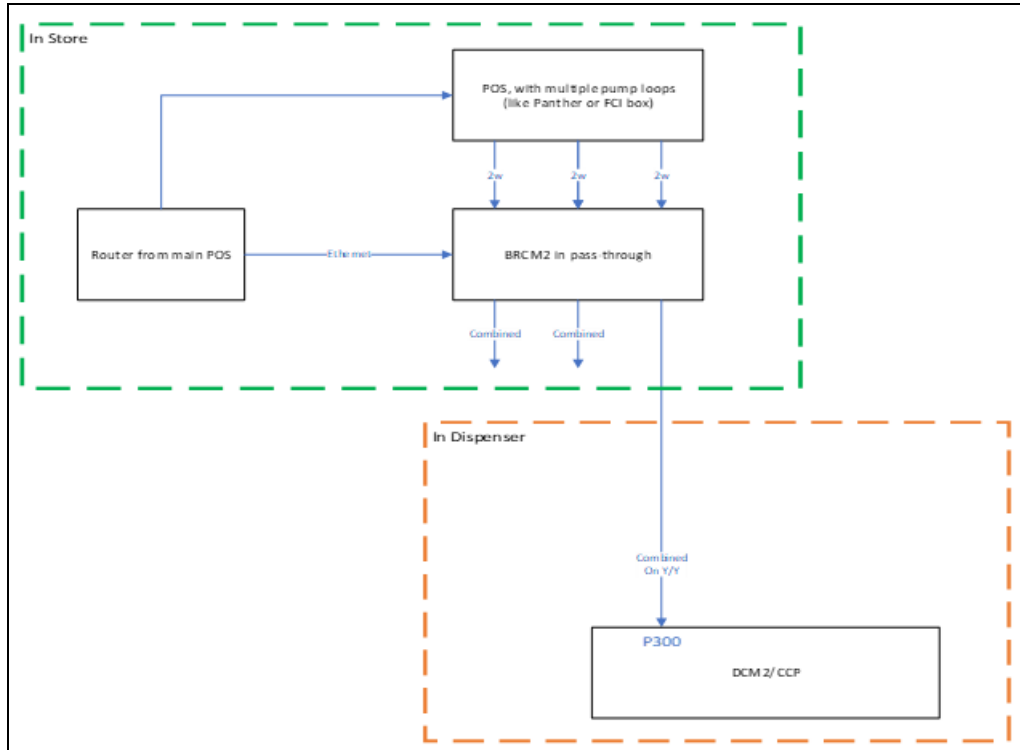 In Store
POS, with multiple pump loops
(like Panther or FCI box)
2w
2w
2w
Router from main POS
Ethernet
BRCM2 in pass-through
Combined
Combined
In Dispenser
Combined
On Y/Y
P300
DCM2/CCP